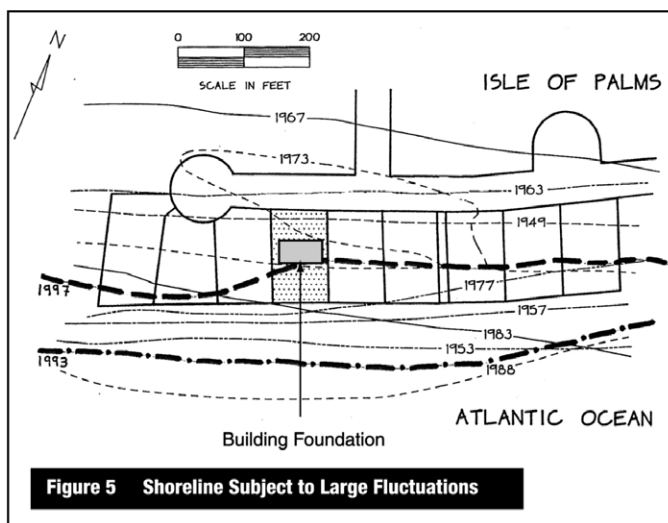 N
0 100 200
SCALE IN FEET
ISLE OF PALMS
1967
1973
1963
1949
1977
1997
1957
1983
1953
1993
1988
ATLANTIC OCEAN
Building Foundation
Figure 5 Shoreline Subject to Large Fluctuations